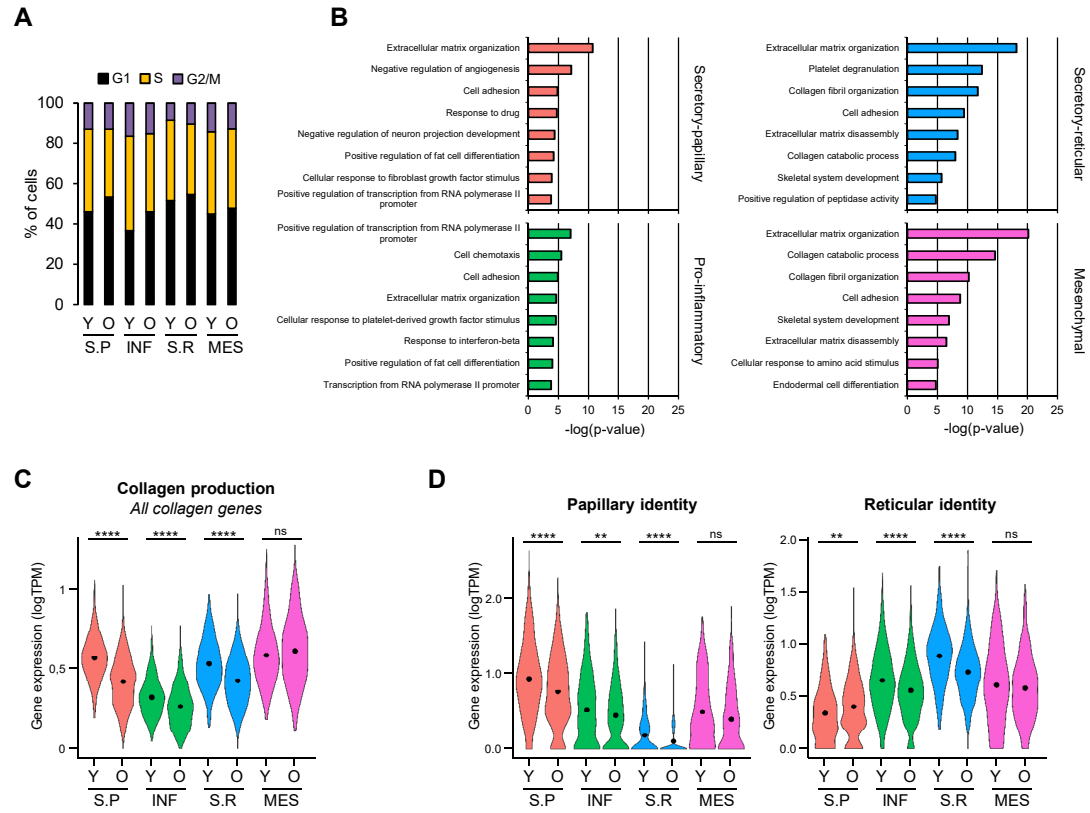 A
G1 S G2/M
% of cells
100
80
60
40
20
0
Y O Y O Y O Y O
S.P INF S.R MES
B
Extracellular matrix organization
Negative regulation of angiogenesis
Cell adhesion
Response to drug
Negative regulation of neuron projection development
Positive regulation of fat cell differentiation
Cellular response to fibroblast growth factor stimulus
Positive regulation of transcription from RNA polymerase II
promoter
Secretory-papillary
Positive regulation of transcription from RNA polymerase II
promoter
Cell chemotaxis
Cell adhesion
Extracellular matrix organization
Cellular response to platelet-derived growth factor stimulus
Response to interferon-beta
Positive regulation of fat cell differentiation
Transcription from RNA polymerase II promoter
Pro-inflammatory
0 5 10 15 20 25
-log(p-value)
Extracellular matrix organization
Platelet degranulation
Collagen fibril organization
Cell adhesion
Extracellular matrix disassembly
Collagen catabolic process
Skeletal system development
Positive regulation of peptidase activity
Secretory-reticular
Extracellular matrix organization
Collagen catabolic process
Collagen fibril organization
Cell adhesion
Skeletal system development
Extracellular matrix disassembly
Cellular response to amino acid stimulus
Endodermal cell differentiation
Mesenchymal
0 5 10 15 20 25
-log(p-value)
C
Collagen production
All collagen genes
Gene expression (logTPM)
**** **** **** ns
1
0.5
0
Y O Y O Y O Y O
S.P INF S.R MES
D
Papillary identity
Gene expression (logTPM)
**** ** **** ns
2.0
1.0
0.0
Y O Y O Y O Y O
S.P INF S.R MES
Reticular identity
Gene expression (logTPM)
** **** **** ns
2.0
1.5
1.0
0.5
0.0
Y O Y O Y O Y O
S.P INF S.R MES